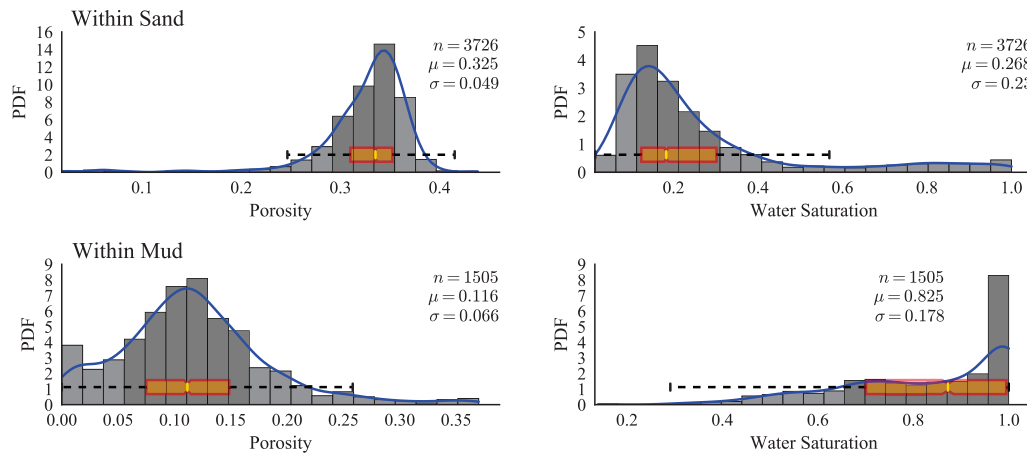 Within Sand
16
14
12
10
8
6
4
2
0
PDF
0.1 0.2 0.3 0.4
Porosity
n = 3726
μ = 0.325
σ = 0.049
5
4
3
2
1
0
PDF
0.2 0.4 0.6 0.8 1.0
Water Saturation
n = 3726
μ = 0.268
σ = 0.23
Within Mud
9
8
7
6
5
4
3
2
1
0
PDF
0.00 0.05 0.10 0.15 0.20 0.25 0.30 0.35
Porosity
n = 1505
μ = 0.116
σ = 0.066
9
8
7
6
5
4
3
2
1
0
PDF
0.2 0.4 0.6 0.8 1.0
Water Saturation
n = 1505
μ = 0.825
σ = 0.178